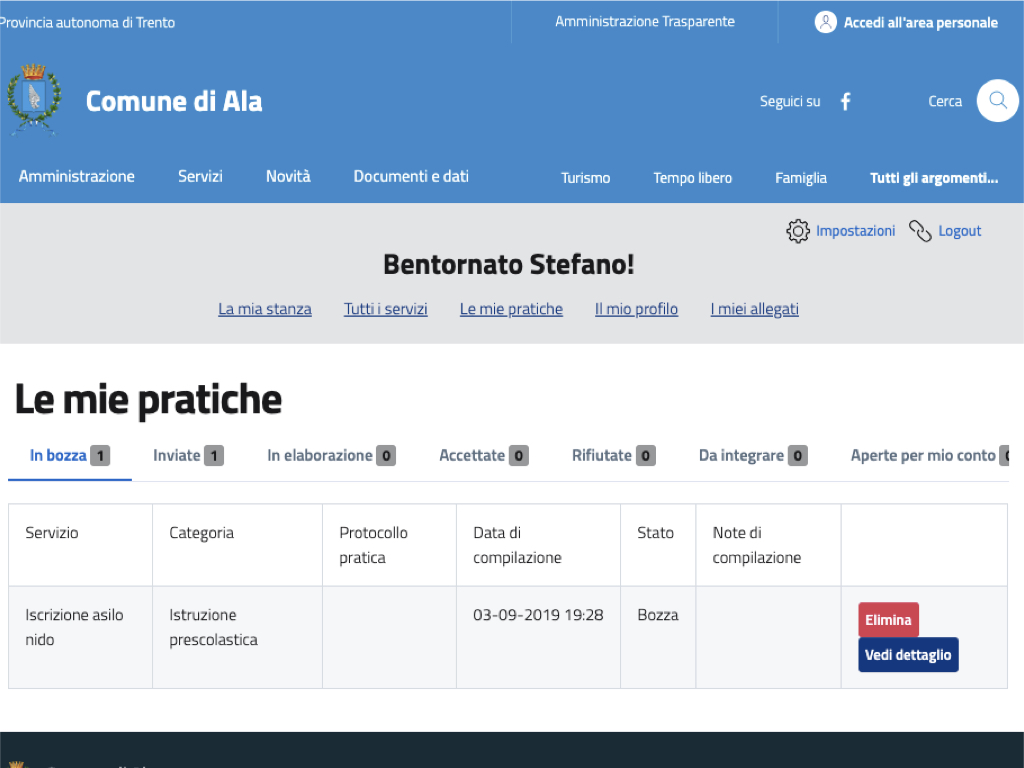 Provincia autonoma di Trento
Amministrazione Trasparente
Accedi all'area personale
Comune di Ala
Seguici su
Cerca
Amministrazione Servizi Novità Documenti e dati
Turismo Tempo libero Famiglia Tutti gli argomenti...
Impostazioni Logout
Bentornato Stefano!
La mia stanza Tutti i servizi Le mie pratiche Il mio profilo I miei allegati
Le mie pratiche
In bozza 1 Inviate 1 In elaborazione 0 Accettate 0 Rifiutate 0 Da integrare 0 Aperte per mio conto
Servizio
Categoria
Protocollo
pratica
Data di
compilazione
Stato
Note di
compilazione
Iscrizione asilo
nido
Istruzione
prescolastica
03-09-2019 19:28
Bozza
Elimina
Vedi dettaglio